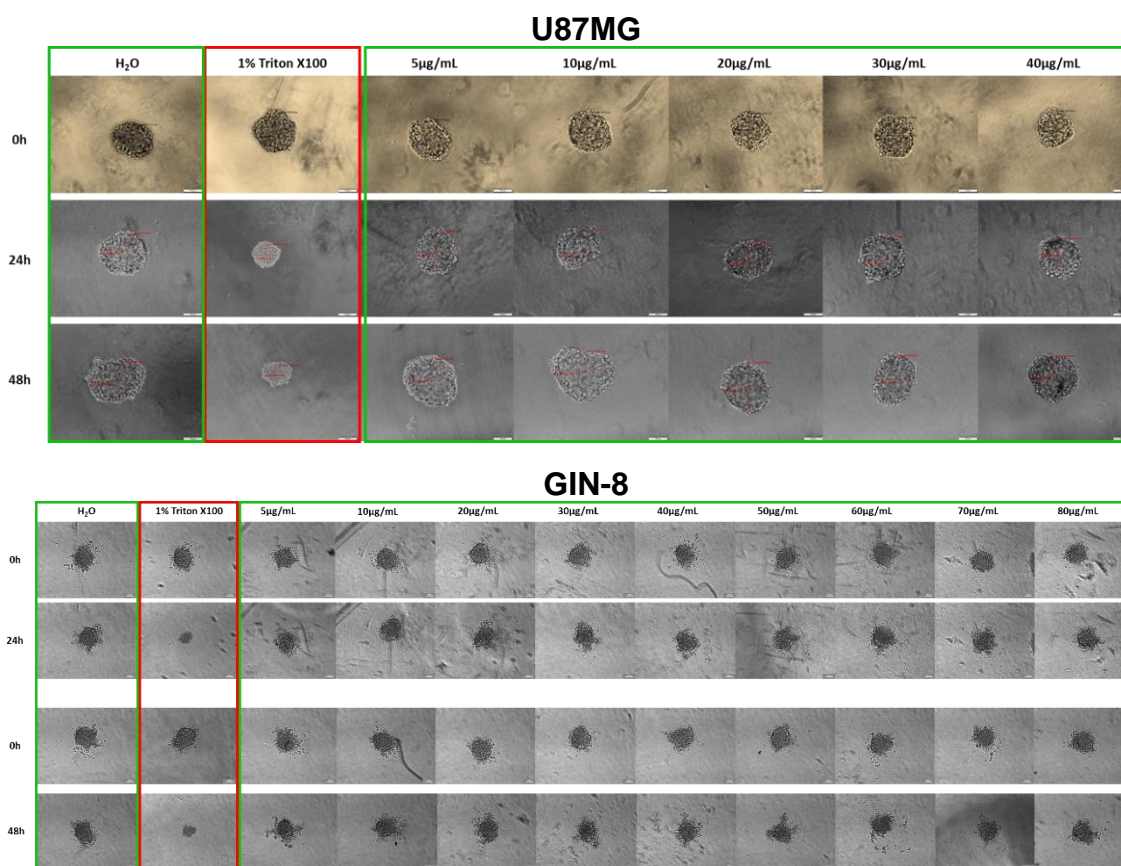 U87MG
H₂O 1% Triton X100 5µg/mL 10µg/mL 20µg/mL 30µg/mL 40µg/mL
0h
24h
48h
GIN-8
H₂O 1% Triton X100 5µg/mL 10µg/mL 20µg/mL 30µg/mL 40µg/mL 50µg/mL 60µg/mL 70µg/mL 80µg/mL
0h
24h
0h
48h